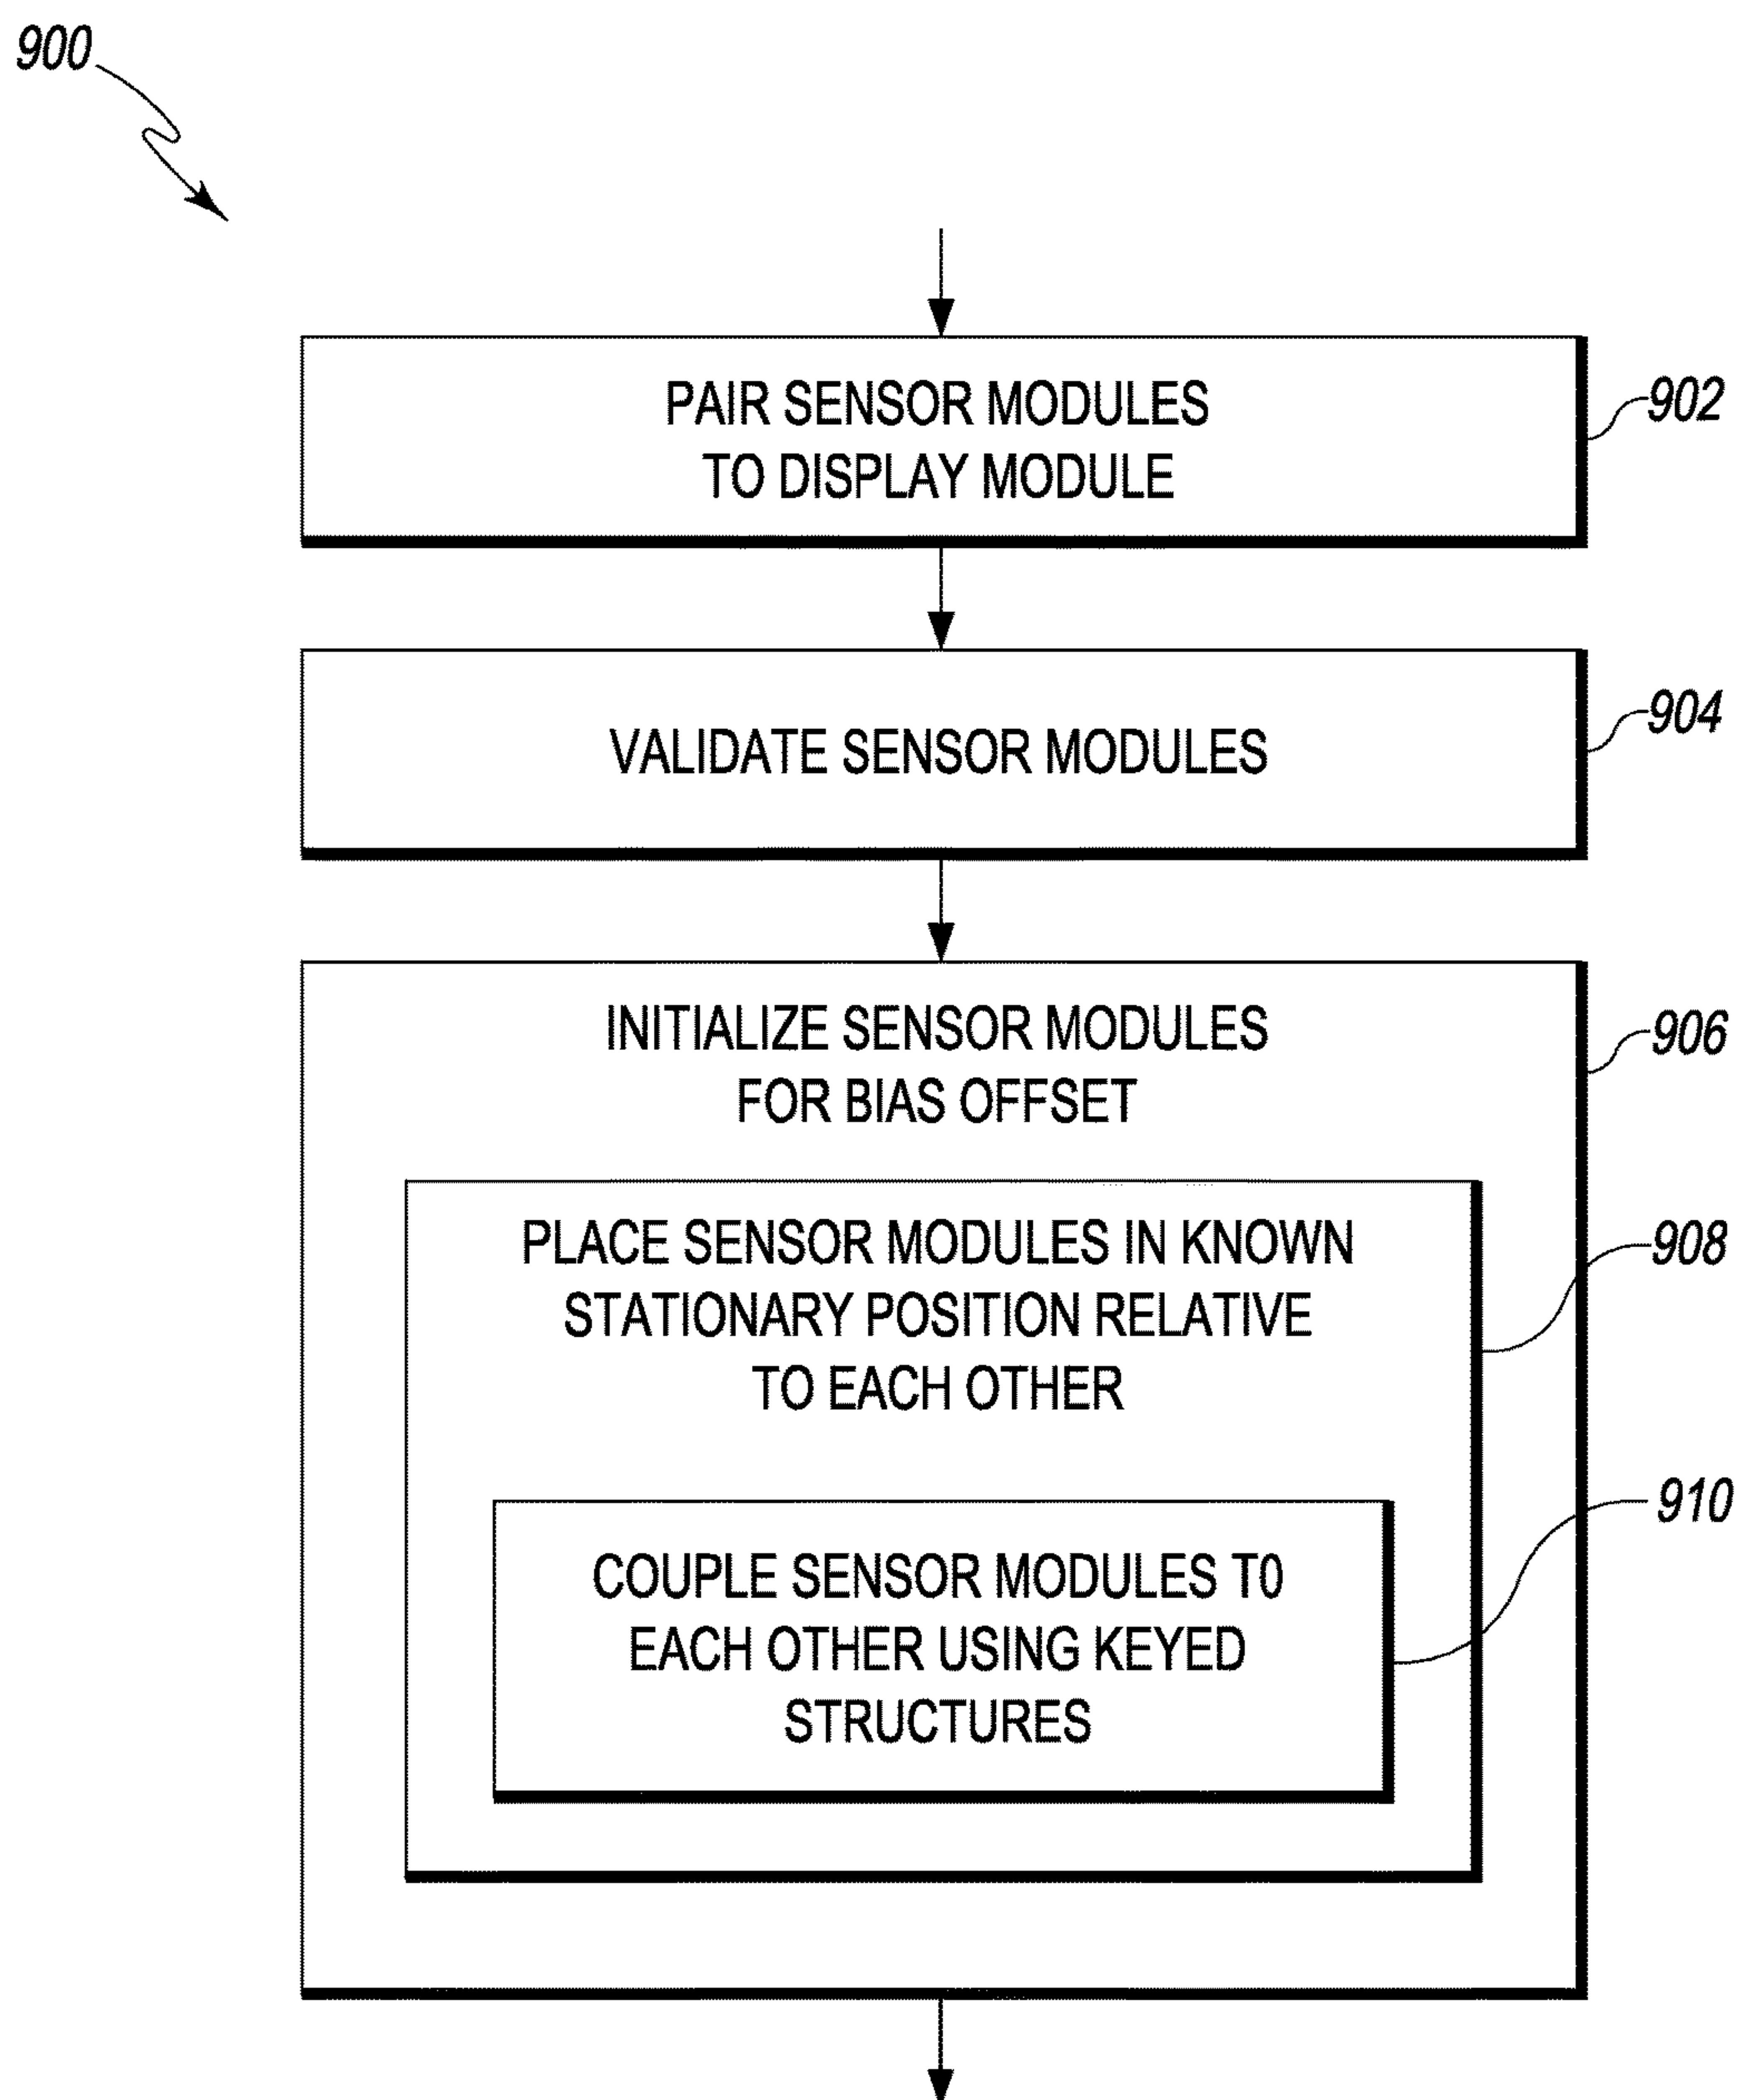 900
PAIR SENSOR MODULES
TO DISPLAY MODULE
902
VALIDATE SENSOR MODULES
904
INITIALIZE SENSOR MODULES
FOR BIAS OFFSET
906
PLACE SENSOR MODULES IN KNOWN
STATIONARY POSITION RELATIVE
TO EACH OTHER
908
COUPLE SENSOR MODULES T0
EACH OTHER USING KEYED
STRUCTURES
910